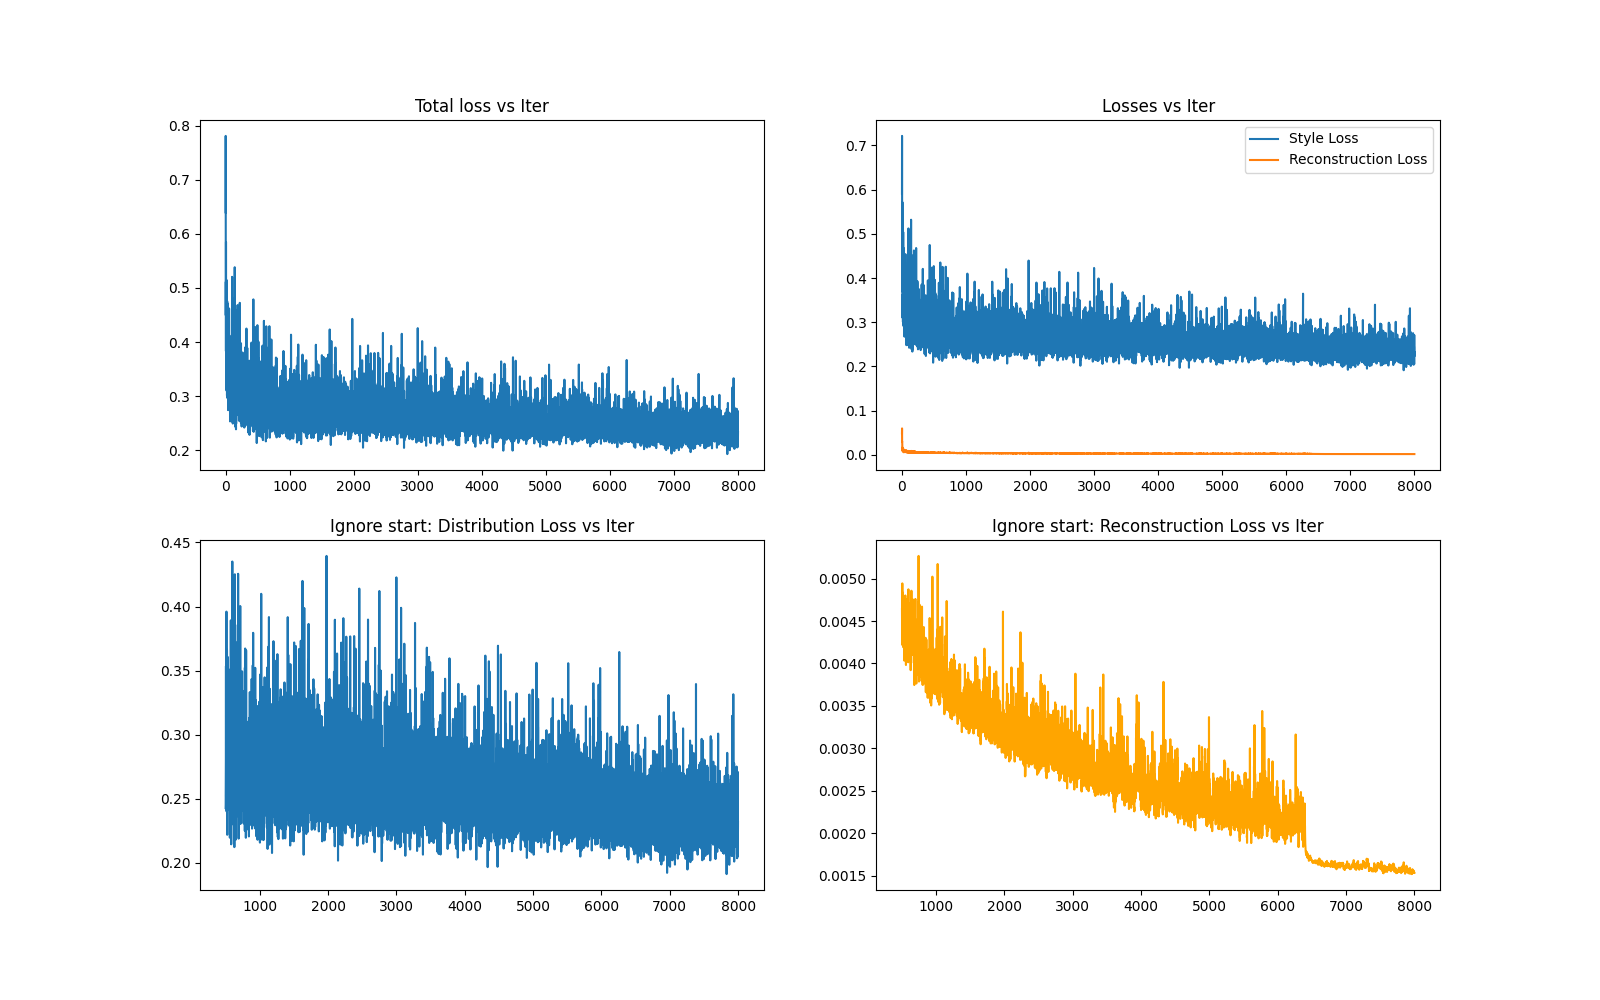 Total loss vs Iter
0.8
0.7
0.6
0.5
0.4
0.3
0.2
0 1000 2000 3000 4000 5000 6000 7000 8000
Losses vs Iter
Style Loss
Reconstruction Loss
0.7
0.6
0.5
0.4
0.3
0.2
0.1
0.0
0 1000 2000 3000 4000 5000 6000 7000 8000
Ignore start: Distribution Loss vs Iter
0.45
0.40
0.35
0.30
0.25
0.20
1000 2000 3000 4000 5000 6000 7000 8000
Ignore start: Reconstruction Loss vs Iter
0.0050
0.0045
0.0040
0.0035
0.0030
0.0025
0.0020
0.0015
1000 2000 3000 4000 5000 6000 7000 8000